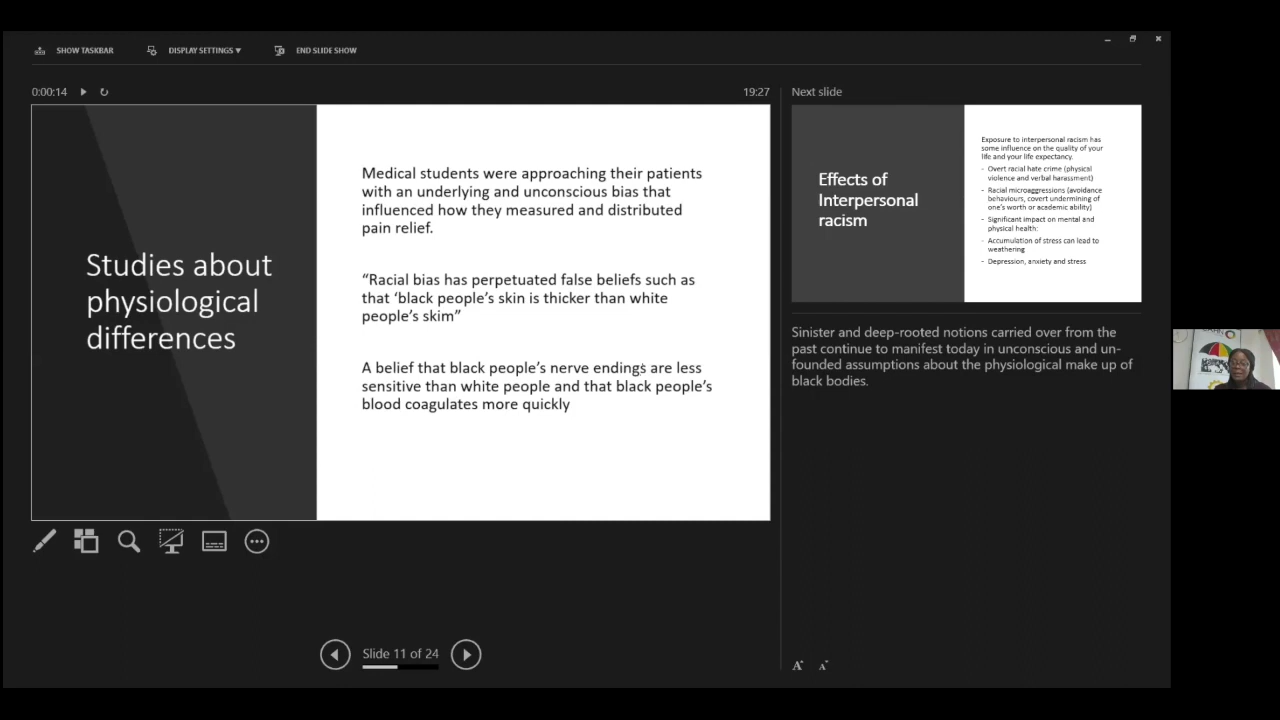 SHOW TASKBAR
DISPLAY SETTINGS ▾
END SLIDE SHOW
0:00:14
19:27
Next slide
Studies about
physiological
differences
Medical students were approaching their patients
with an underlying and unconscious bias that
influenced how they measured and distributed
pain relief.
“Racial bias has perpetuated false beliefs such as
that ‘black people’s skin is thicker than white
people’s skim”
A belief that black people’s nerve endings are less
sensitive than white people and that black people’s
blood coagulates more quickly
Effects of
Interpersonal
racism
Exposure to interpersonal racism has
some influence on the quality of your
life and your life expectancy.
- Overt racial hate crime (physical
violence and verbal harassment)
- Racial microaggressions (avoidance
behaviours, covert undermining of
one’s worth or academic ability)
- Significant impact on mental and
physical health:
- Accumulation of stress can lead to
weathering
- Depression, anxiety and stress
Sinister and deep-rooted notions carried over from the
past continue to manifest today in unconscious and un-
founded assumptions about the physiological make up of
black bodies.
Slide 11 of 24
A A